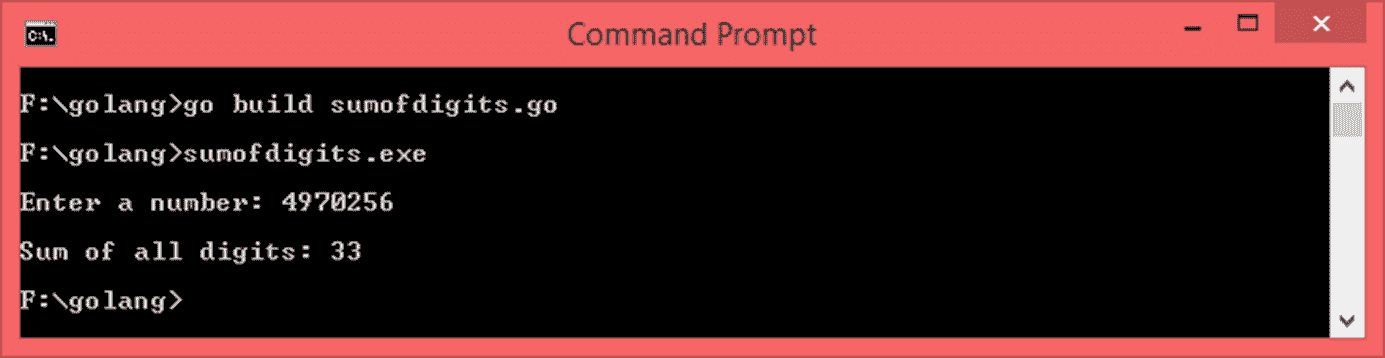 Command Prompt
F:\golang>go build sumofdigits.go
F:\golang>sumofdigits.exe
Enter a number: 4970256
Sum of all digits: 33
F:\golang>